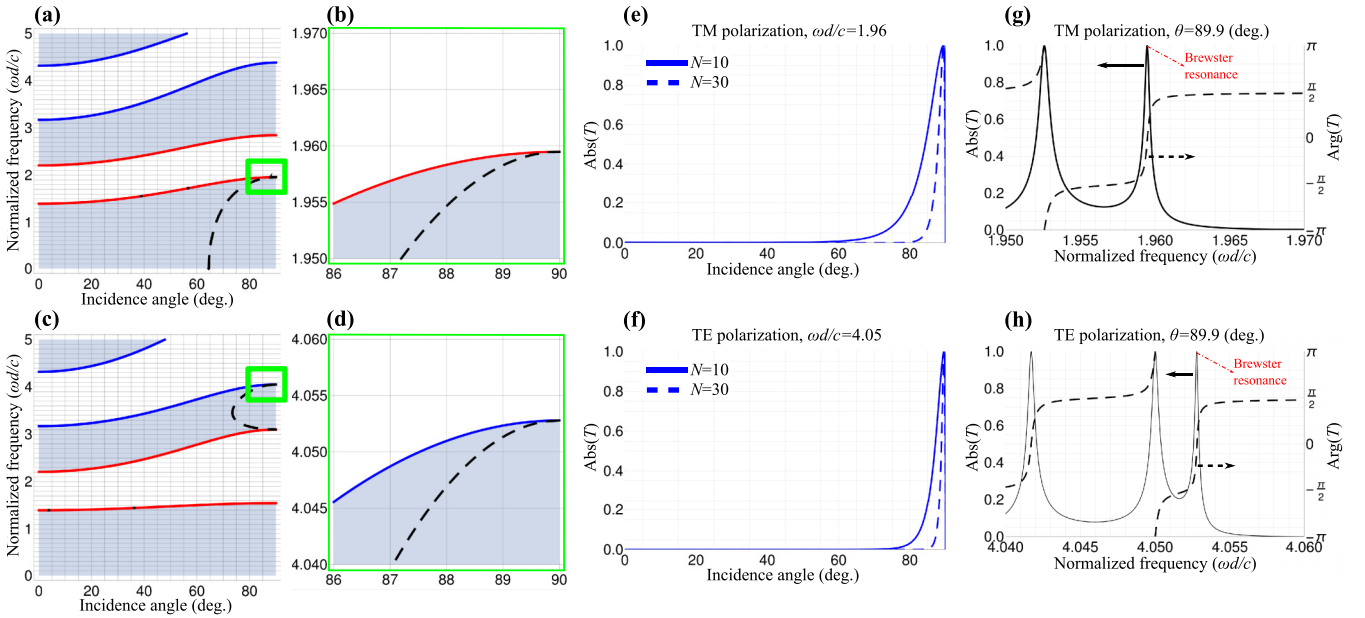 (a)
Normalized frequency (ωd/c)
5
4
3
2
1
0
0 20 40 60 80
Incidence angle (deg.)
(b)
1.970
1.965
1.960
1.955
1.950
86 87 88 89 90
(e)
TM polarization, ωd/c=1.96
N=10
N=30
Abs(T)
1.0
0.8
0.6
0.4
0.2
0.0
0 20 40 60 80
Incidence angle (deg.)
(g)
TM polarization, θ=89.9 (deg.)
Brewster
resonance
Abs(T)
1.0
0.8
0.6
0.4
0.2
0.0
1.950 1.955 1.960 1.965 1.970
Normalized frequency (ωd/c)
π
π/2
0
−π/2
−π
Arg(T)
(c)
Normalized frequency (ωd/c)
5
4
3
2
1
0
0 20 40 60 80
Incidence angle (deg.)
(d)
4.060
4.055
4.050
4.045
4.040
86 87 88 89 90
(f)
TE polarization, ωd/c=4.05
N=10
N=30
Abs(T)
1.0
0.8
0.6
0.4
0.2
0.0
0 20 40 60 80
Incidence angle (deg.)
(h)
TE polarization, θ=89.9 (deg.)
Brewster
resonance
Abs(T)
1.0
0.8
0.6
0.4
0.2
0.0
4.040 4.045 4.050 4.055 4.060
Normalized frequency (ωd/c)
π
π/2
0
−π/2
−π
Arg(T)